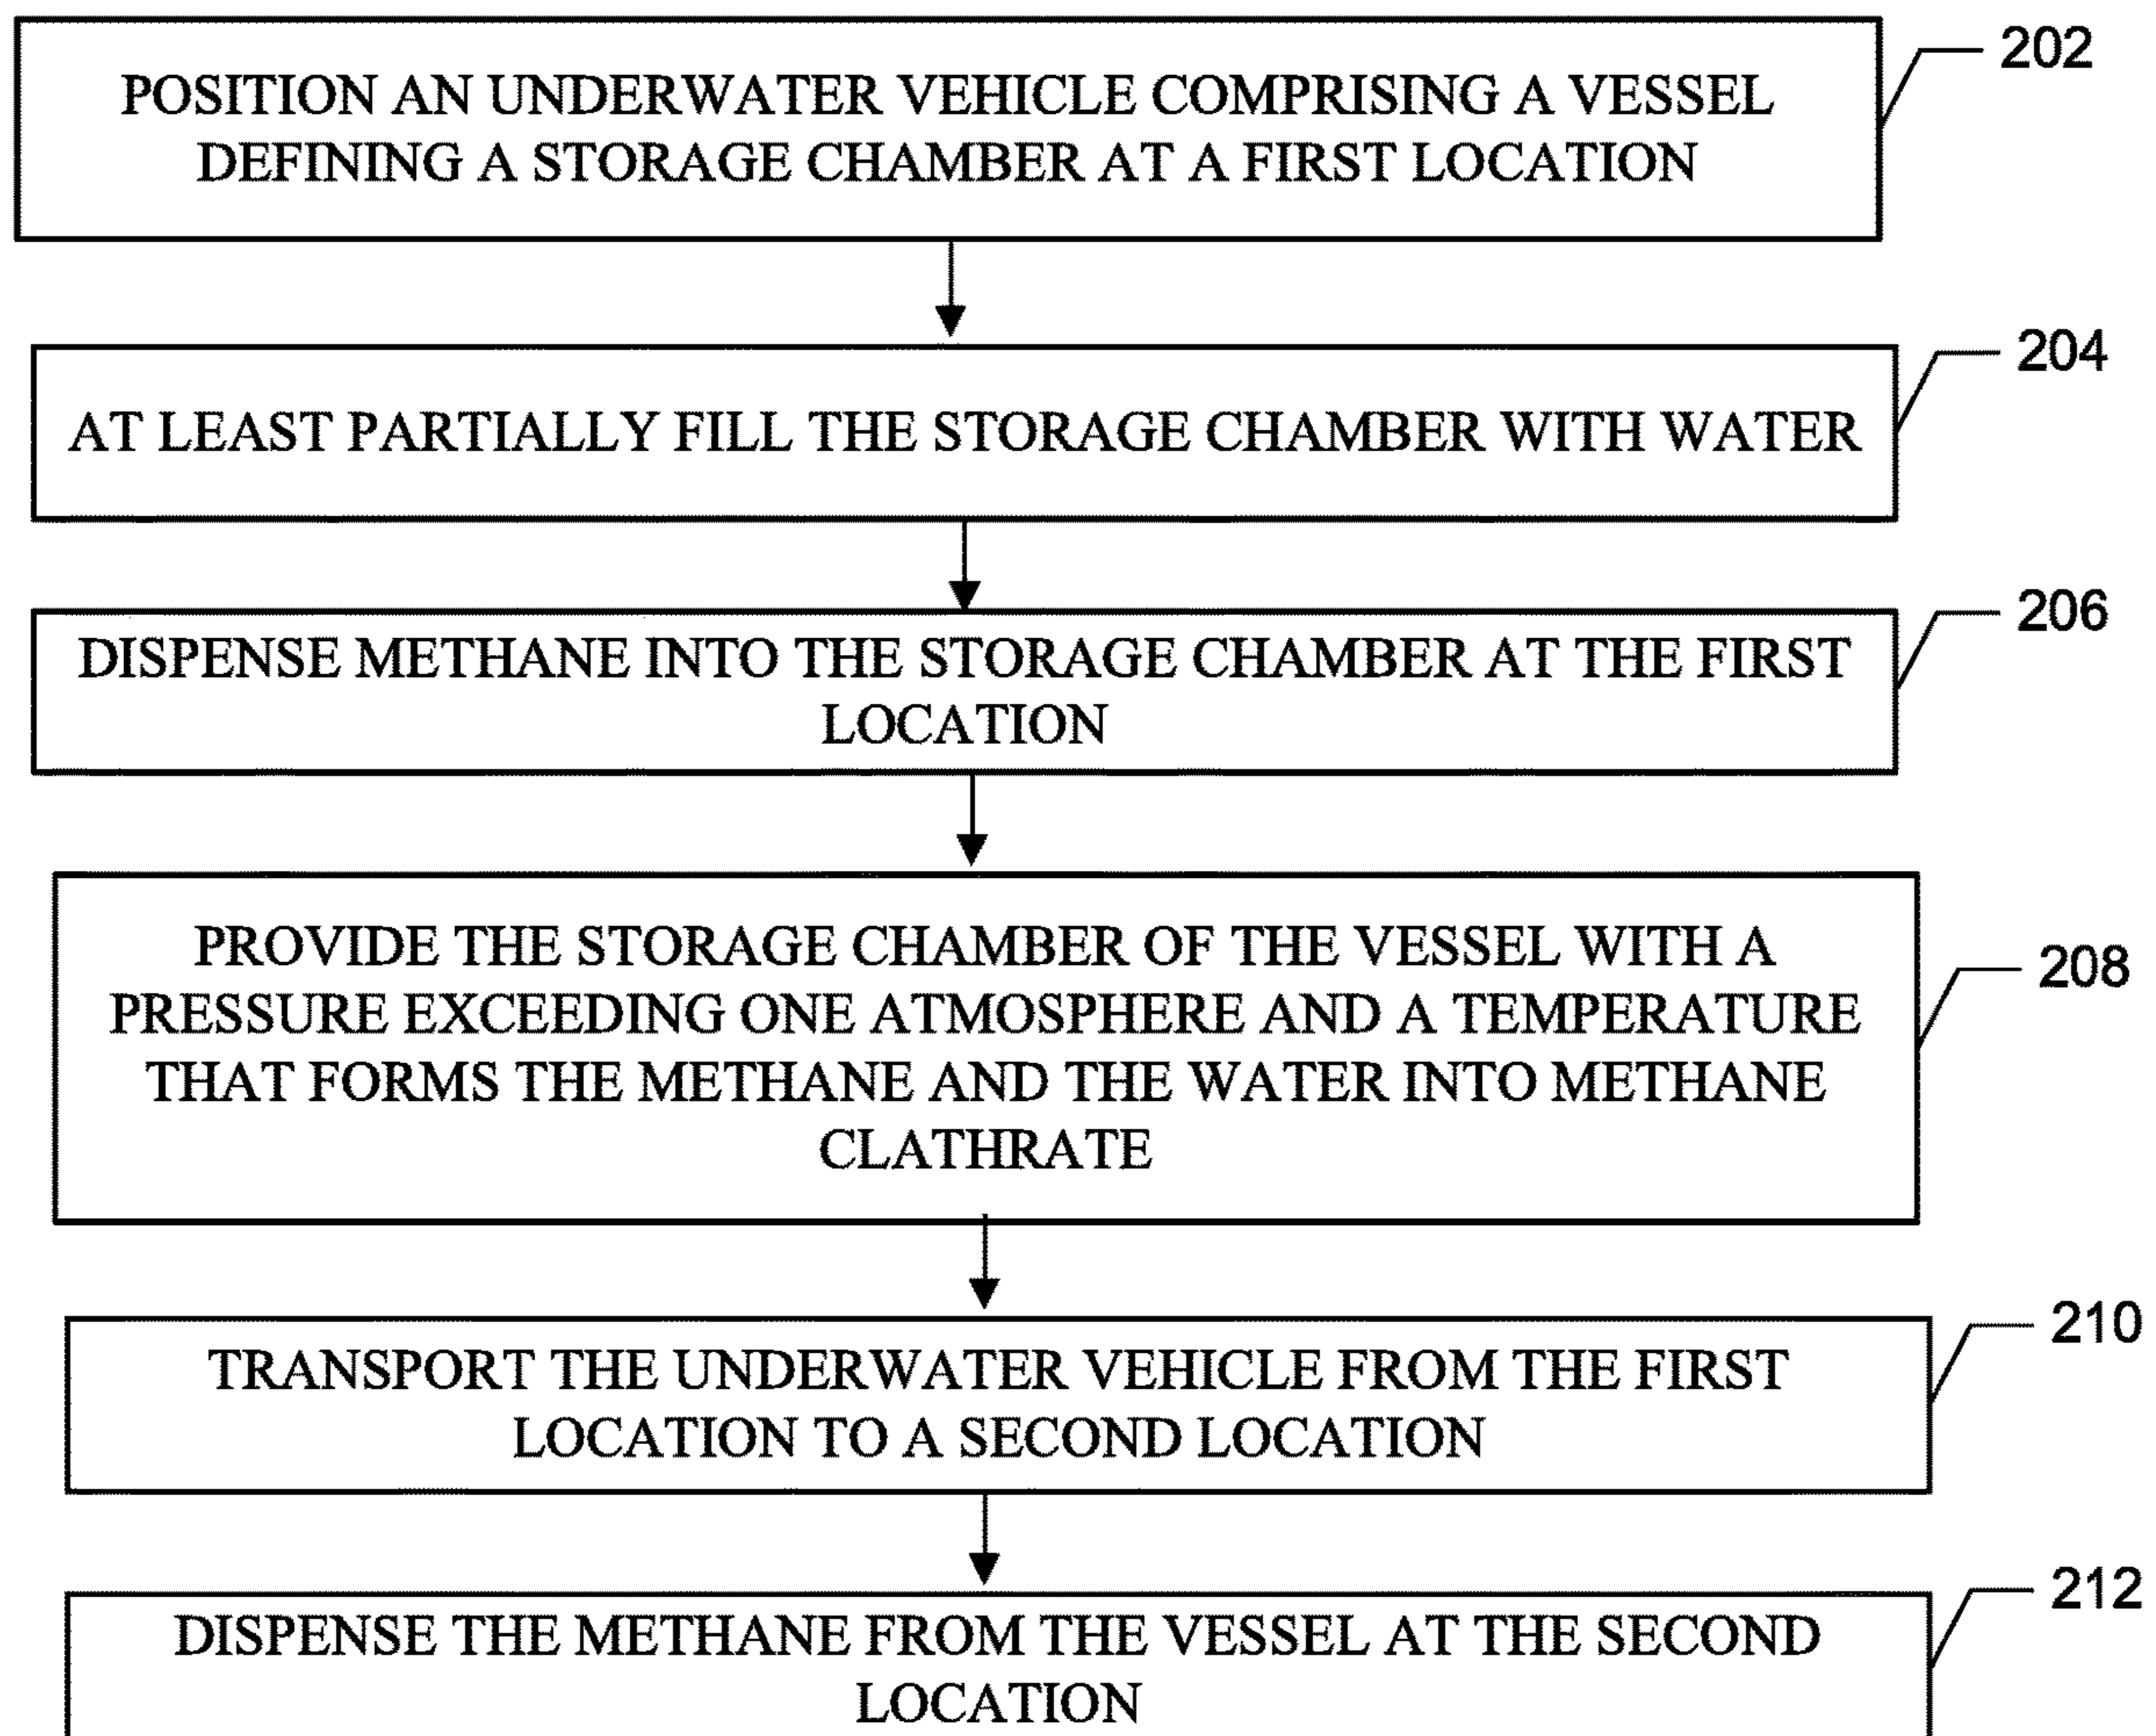 202
POSITION AN UNDERWATER VEHICLE COMPRISING A VESSEL
DEFINING A STORAGE CHAMBER AT A FIRST LOCATION
204
AT LEAST PARTIALLY FILL THE STORAGE CHAMBER WITH WATER
206
DISPENSE METHANE INTO THE STORAGE CHAMBER AT THE FIRST
LOCATION
208
PROVIDE THE STORAGE CHAMBER OF THE VESSEL WITH A
PRESSURE EXCEEDING ONE ATMOSPHERE AND A TEMPERATURE
THAT FORMS THE METHANE AND THE WATER INTO METHANE
CLATHRATE
210
TRANSPORT THE UNDERWATER VEHICLE FROM THE FIRST
LOCATION TO A SECOND LOCATION
212
DISPENSE THE METHANE FROM THE VESSEL AT THE SECOND
LOCATION